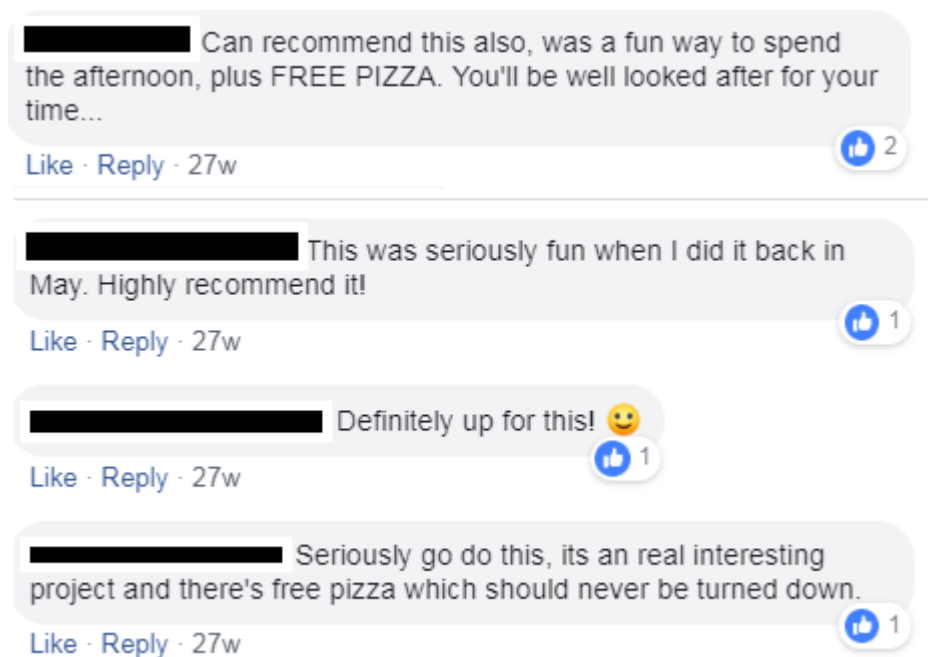 Can recommend this also, was a fun way to spend
the afternoon, plus FREE PIZZA. You'll be well looked after for your
time...
2
Like · Reply · 27w
This was seriously fun when I did it back in
May. Highly recommend it!
1
Like · Reply · 27w
Definitely up for this! 🙂
1
Like · Reply · 27w
Seriously go do this, its an real interesting
project and there's free pizza which should never be turned down.
1
Like · Reply · 27w